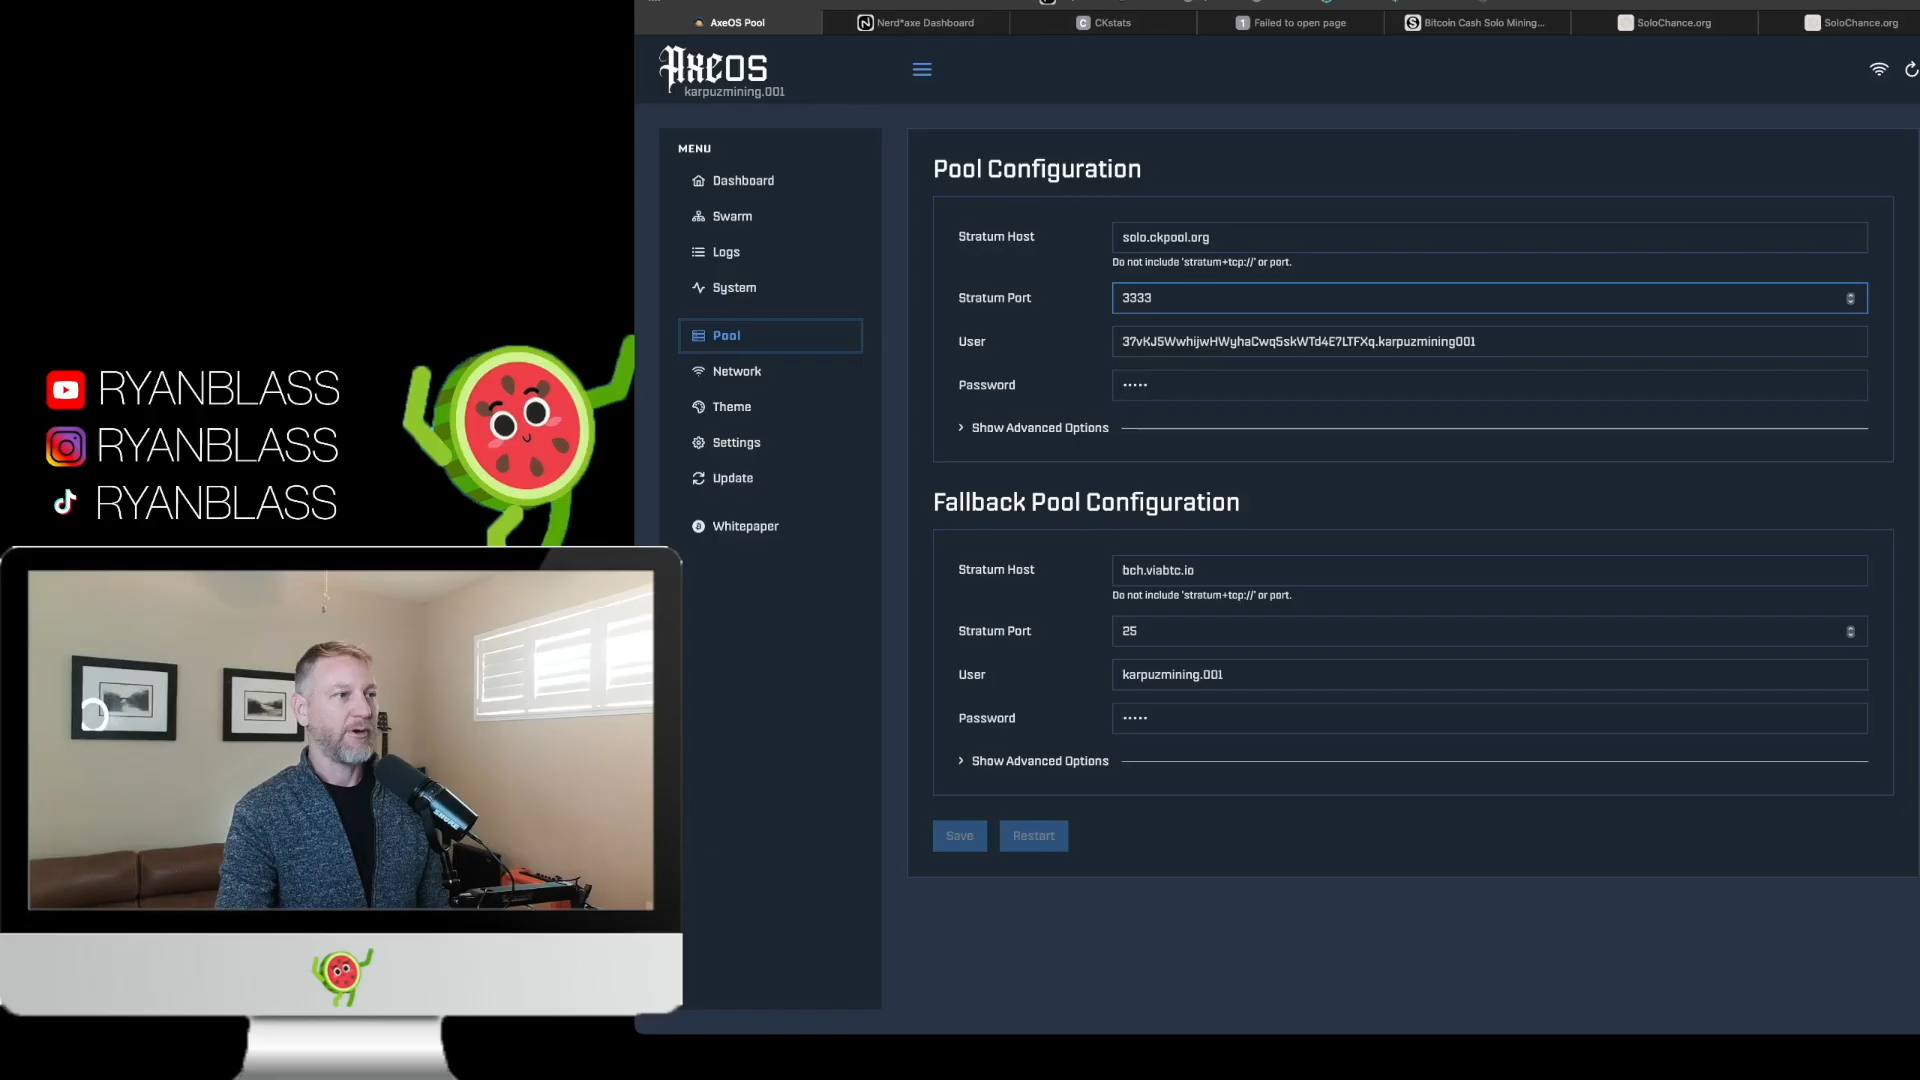 AxeOS Pool
Nerd*axe Dashboard
C CKstats
1 Failed to open page
S Bitcoin Cash Solo Mining...
SoloChance.org
SoloChance.org
AxeOS
karpuzmining.001
MENU
Dashboard
Swarm
Logs
System
Pool
Network
Theme
Settings
Update
Whitepaper
Pool Configuration
Stratum Host
solo.ckpool.org
Do not include 'stratum+tcp://' or port.
Stratum Port
3333
User
37vKJ5WwhijwHWyhaCwq5skWTd4E7LTFXq.karpuzmining001
Password
•••••
Show Advanced Options
Fallback Pool Configuration
Stratum Host
bch.viabtc.io
Do not include 'stratum+tcp://' or port.
Stratum Port
25
User
karpuzmining.001
Password
•••••
Show Advanced Options
Save
Restart
RYANBLASS
RYANBLASS
RYANBLASS
SHURE